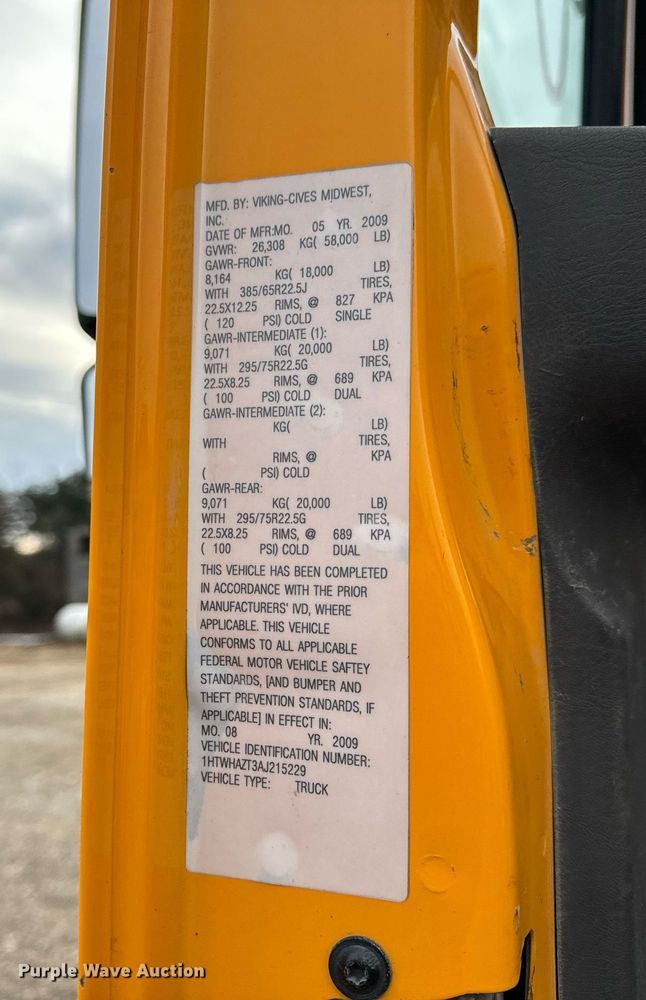 MFD. BY: VIKING-CIVES MIDWEST,
INC.
DATE OF MFR:MO. 05 YR. 2009
GVWR: 26,308 KG( 58,000 LB)
GAWR-FRONT:
8,164 KG( 18,000 LB)
WITH 385/65R22.5J TIRES,
22.5X12.25 RIMS, @ 827 KPA
( 120 PSI) COLD SINGLE
GAWR-INTERMEDIATE (1):
9,071 KG( 20,000 LB)
WITH 295/75R22.5G TIRES,
22.5X8.25 RIMS, @ 689 KPA
( 100 PSI) COLD DUAL
GAWR-INTERMEDIATE (2):
KG( LB)
WITH TIRES,
RIMS, @ KPA
( PSI) COLD
GAWR-REAR:
9,071 KG( 20,000 LB)
WITH 295/75R22.5G TIRES,
22.5X8.25 RIMS, @ 689 KPA
( 100 PSI) COLD DUAL
THIS VEHICLE HAS BEEN COMPLETED
IN ACCORDANCE WITH THE PRIOR
MANUFACTURERS' IVD, WHERE
APPLICABLE. THIS VEHICLE
CONFORMS TO ALL APPLICABLE
FEDERAL MOTOR VEHICLE SAFTEY
STANDARDS, [AND BUMPER AND
THEFT PREVENTION STANDARDS, IF
APPLICABLE] IN EFFECT IN:
MO. 08 YR. 2009
VEHICLE IDENTIFICATION NUMBER:
1HTWHAZT3AJ215229
VEHICLE TYPE: TRUCK
Purple Wave Auction